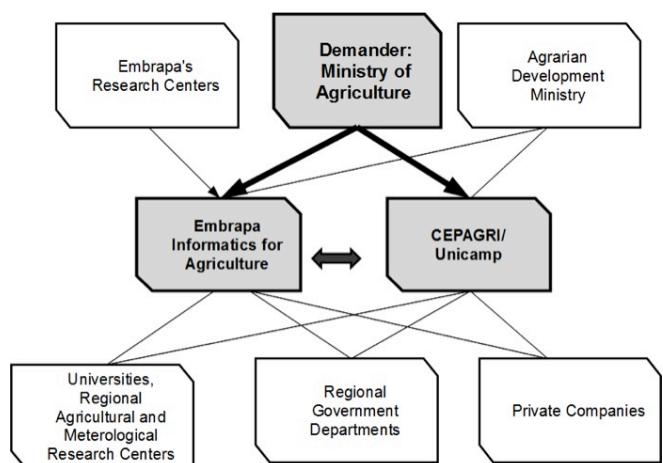 Embrapa's
Research Centers
Demander:
Ministry of
Agriculture
Agrarian
Development
Ministry
Embrapa
Informatics for
Agriculture
CEPAGRI/
Unicamp
Universities,
Regional
Agricultural and
Meterological
Research Centers
Regional
Government
Departments
Private Companies